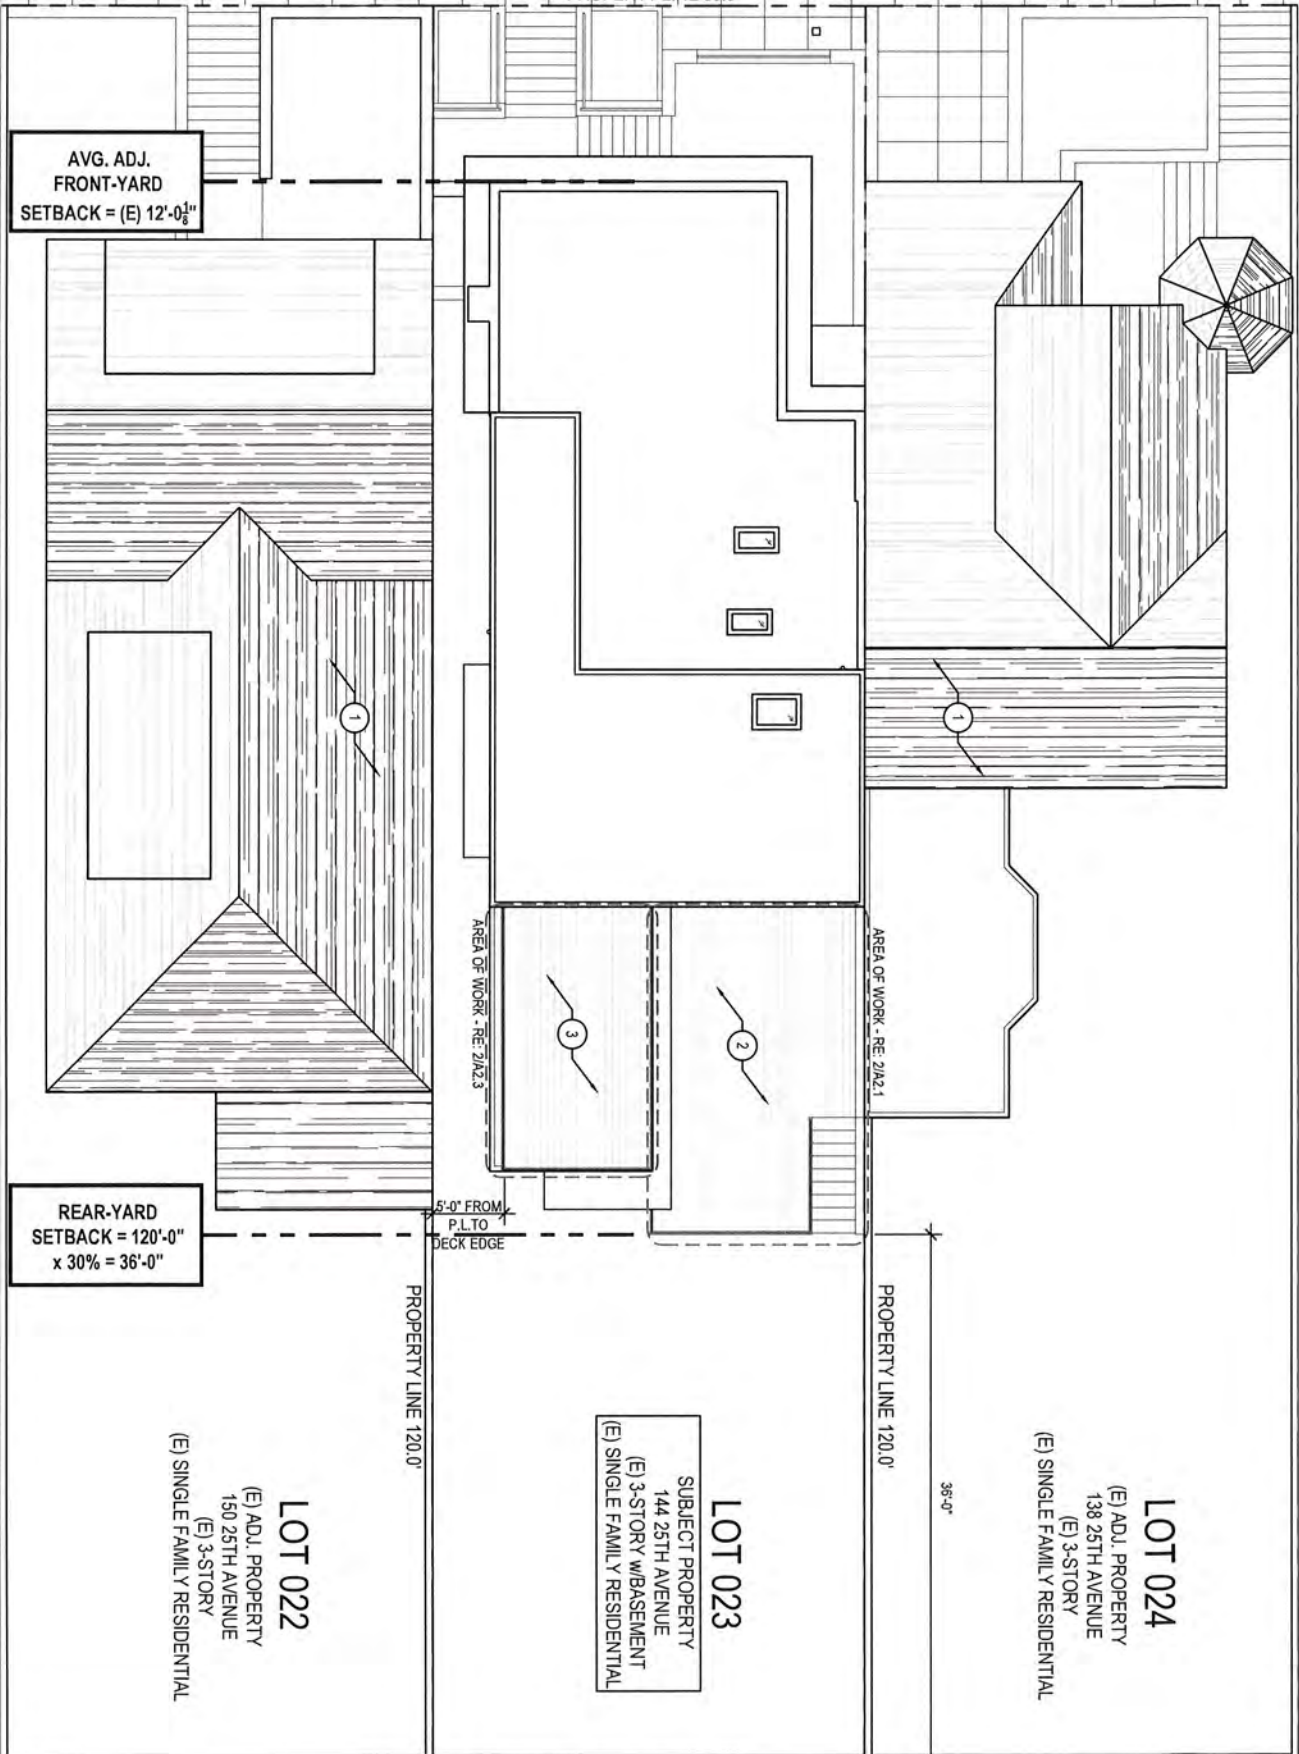 AVG. ADJ.
FRONT-YARD
SETBACK = (E) 12'-0⅛"
1
1
AREA OF WORK - RE: 2/A2.3
3
2
AREA OF WORK - RE: 2/A2.1
REAR-YARD
SETBACK = 120'-0"
x 30% = 36'-0"
5'-0" FROM
P.L.TO
DECK EDGE
PROPERTY LINE 120.0'
PROPERTY LINE 120.0'
36'-0"
LOT 024
(E) ADJ. PROPERTY
138 25TH AVENUE
(E) 3-STORY
(E) SINGLE FAMILY RESIDENTIAL
LOT 023
SUBJECT PROPERTY
144 25TH AVENUE
(E) 3-STORY w/BASEMENT
(E) SINGLE FAMILY RESIDENTIAL
LOT 022
(E) ADJ. PROPERTY
150 25TH AVENUE
(E) 3-STORY
(E) SINGLE FAMILY RESIDENTIAL